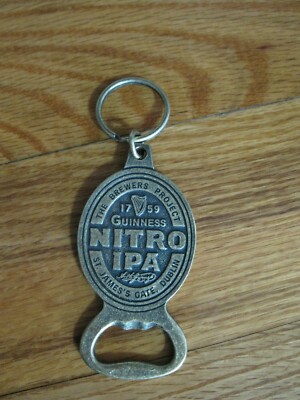 THE BREWERS PROJECT
17 59
GUINNESS
NITRO
IPA
ST JAMES'S GATE DUBLIN